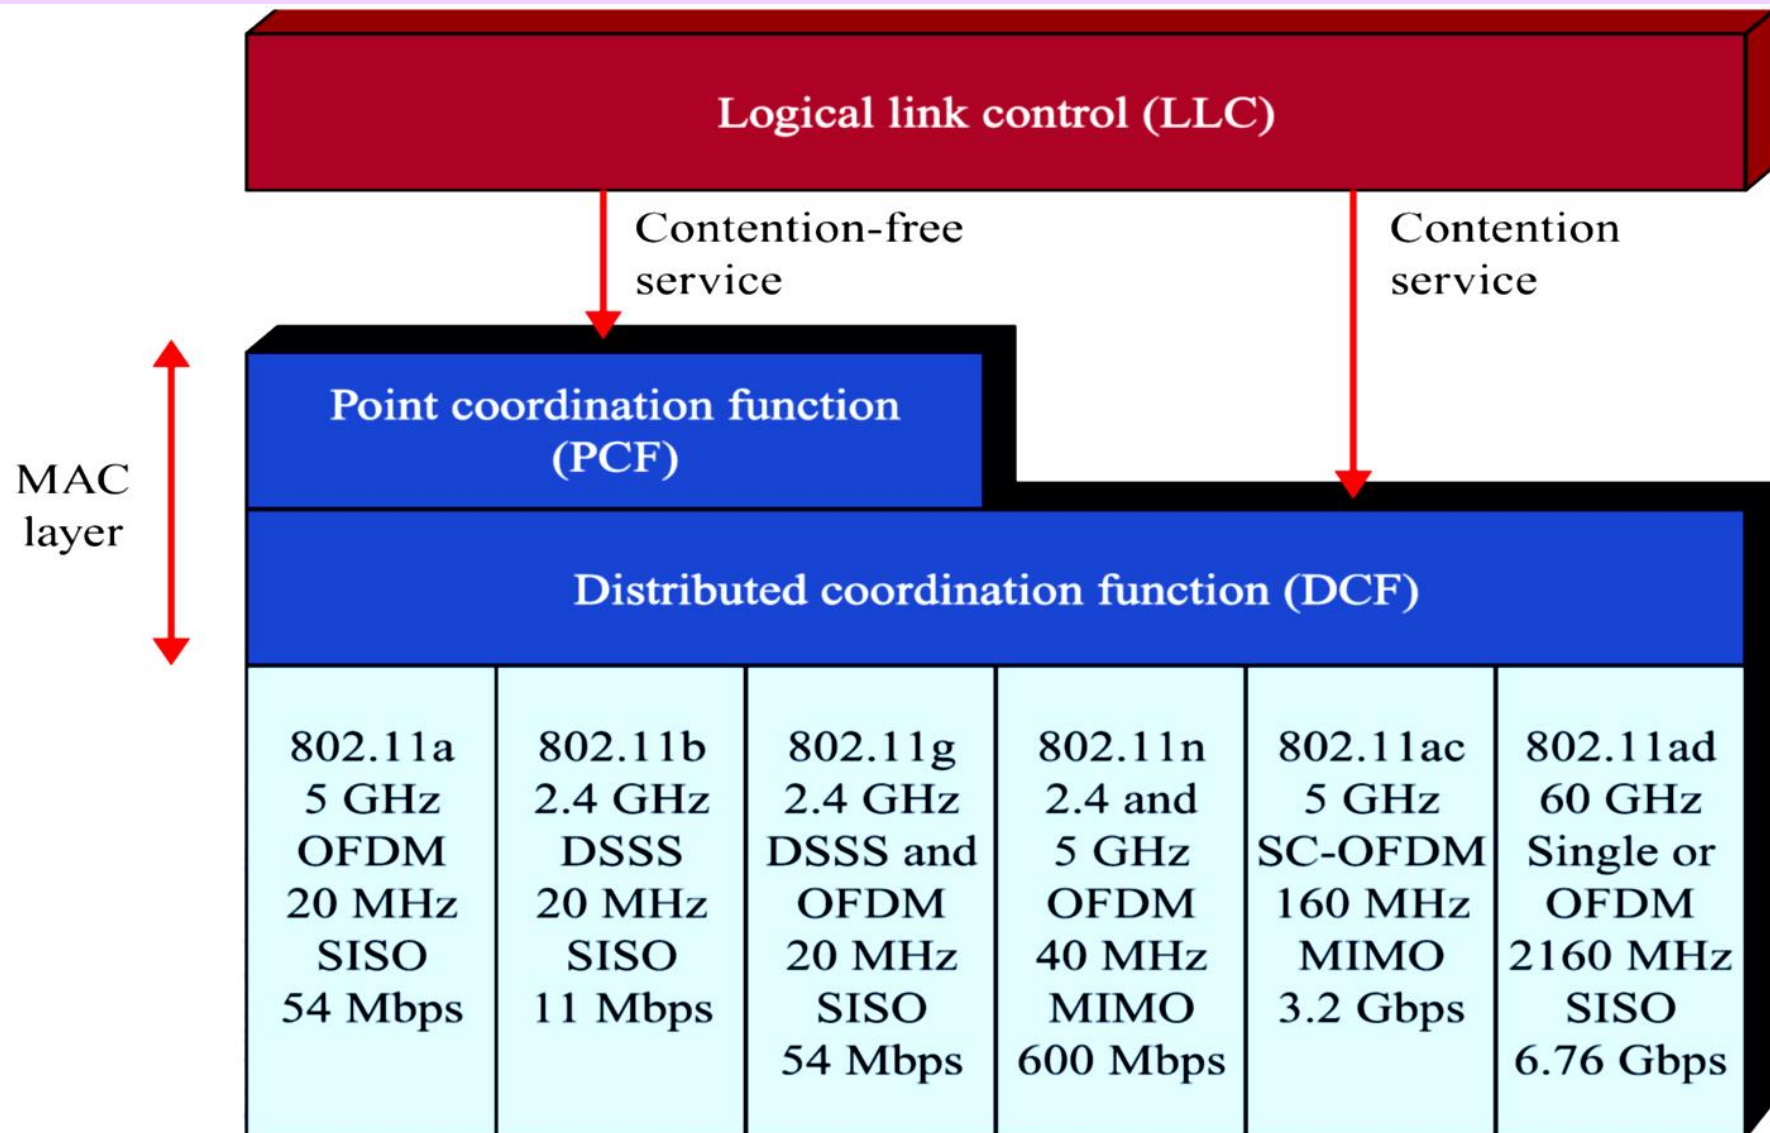 Logical link control (LLC)
Contention-free
service
Contention
service
Point coordination function
(PCF)
MAC
layer
Distributed coordination function (DCF)
802.11a
5 GHz
OFDM
20 MHz
SISO
54 Mbps
802.11b
2.4 GHz
DSSS
20 MHz
SISO
11 Mbps
802.11g
2.4 GHz
DSSS and
OFDM
20 MHz
SISO
54 Mbps
802.11n
2.4 and
5 GHz
OFDM
40 MHz
MIMO
600 Mbps
802.11ac
5 GHz
SC-OFDM
160 MHz
MIMO
3.2 Gbps
802.11ad
60 GHz
Single or
OFDM
2160 MHz
SISO
6.76 Gbps